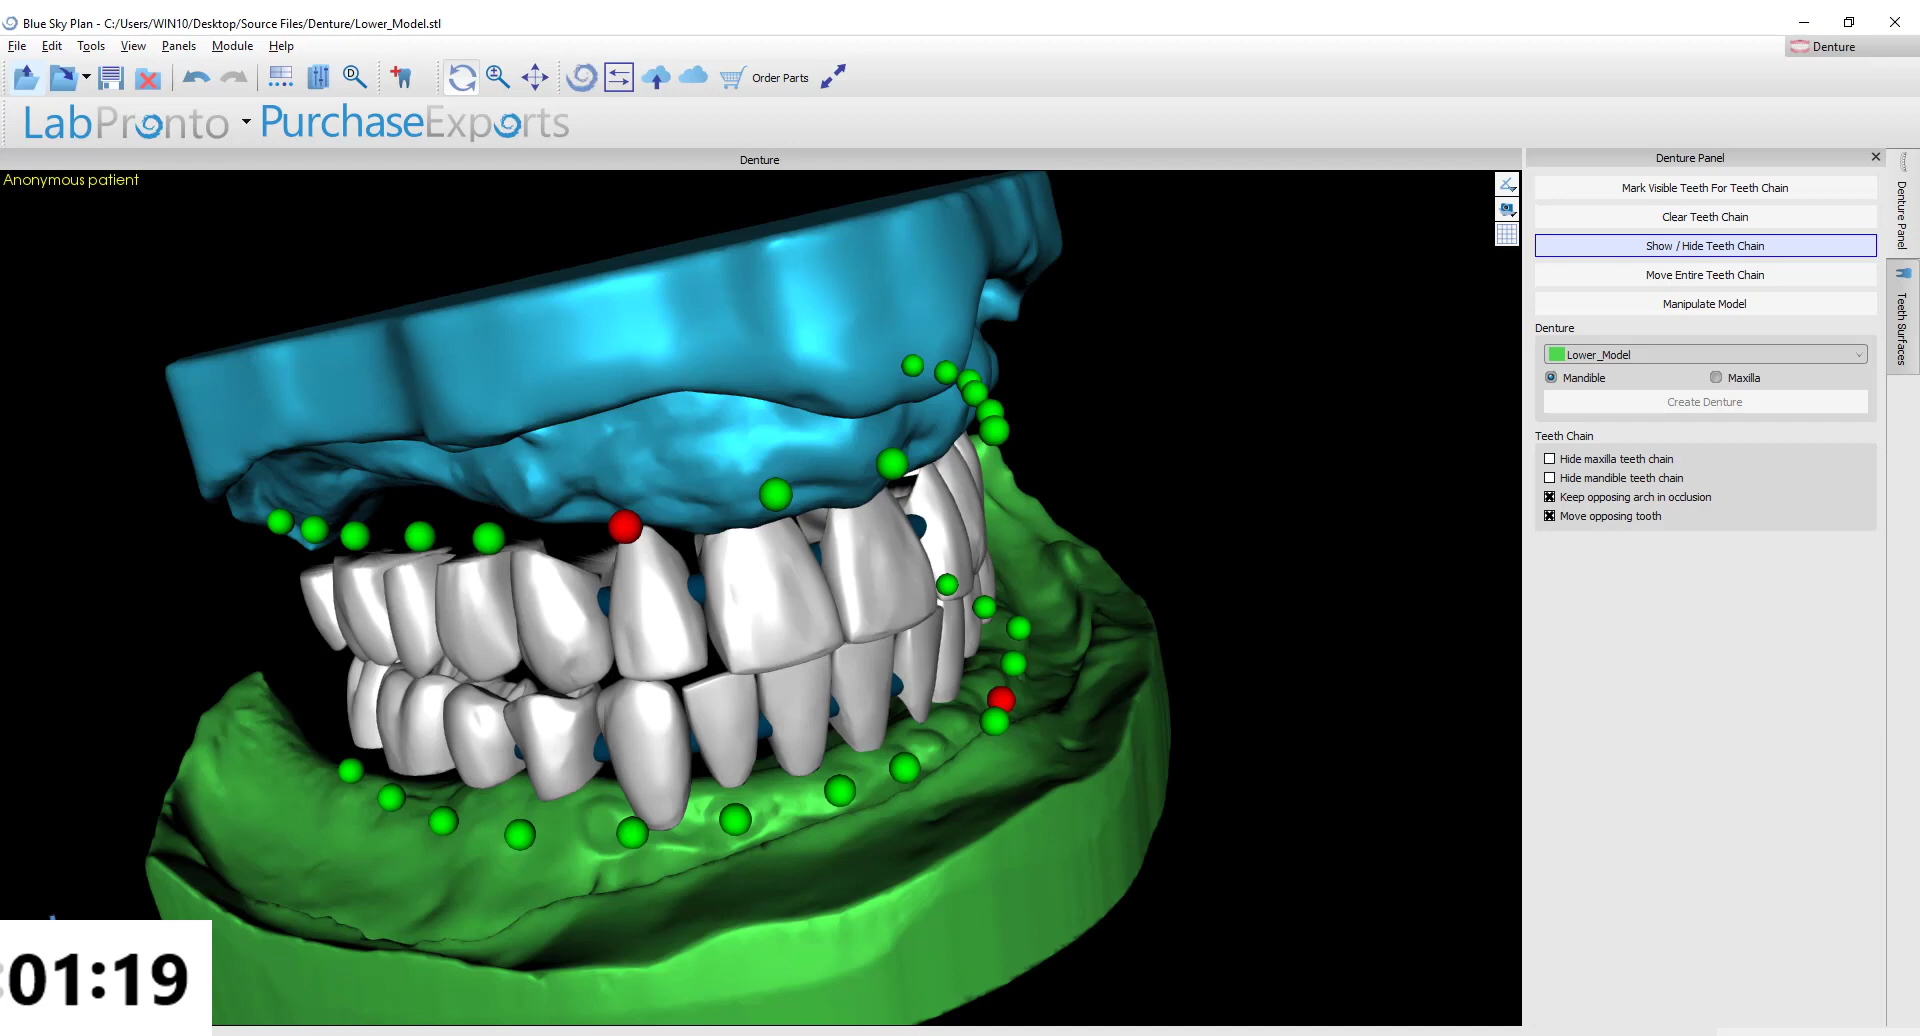 Blue Sky Plan - C:/Users/WIN10/Desktop/Source Files/Denture/Lower_Model.stl
File Edit Tools View Panels Module Help
Denture
D
Order Parts
LabPronto PurchaseExports
Denture
Denture Panel
Anonymous patient
Mark Visible Teeth For Teeth Chain
Clear Teeth Chain
Show / Hide Teeth Chain
Move Entire Teeth Chain
Manipulate Model
Denture
Lower_Model
Mandible Maxilla
Create Denture
Teeth Chain
Hide maxilla teeth chain
Hide mandible teeth chain
Keep opposing arch in occlusion
Move opposing tooth
Denture Panel
Teeth Surfaces
:01:19